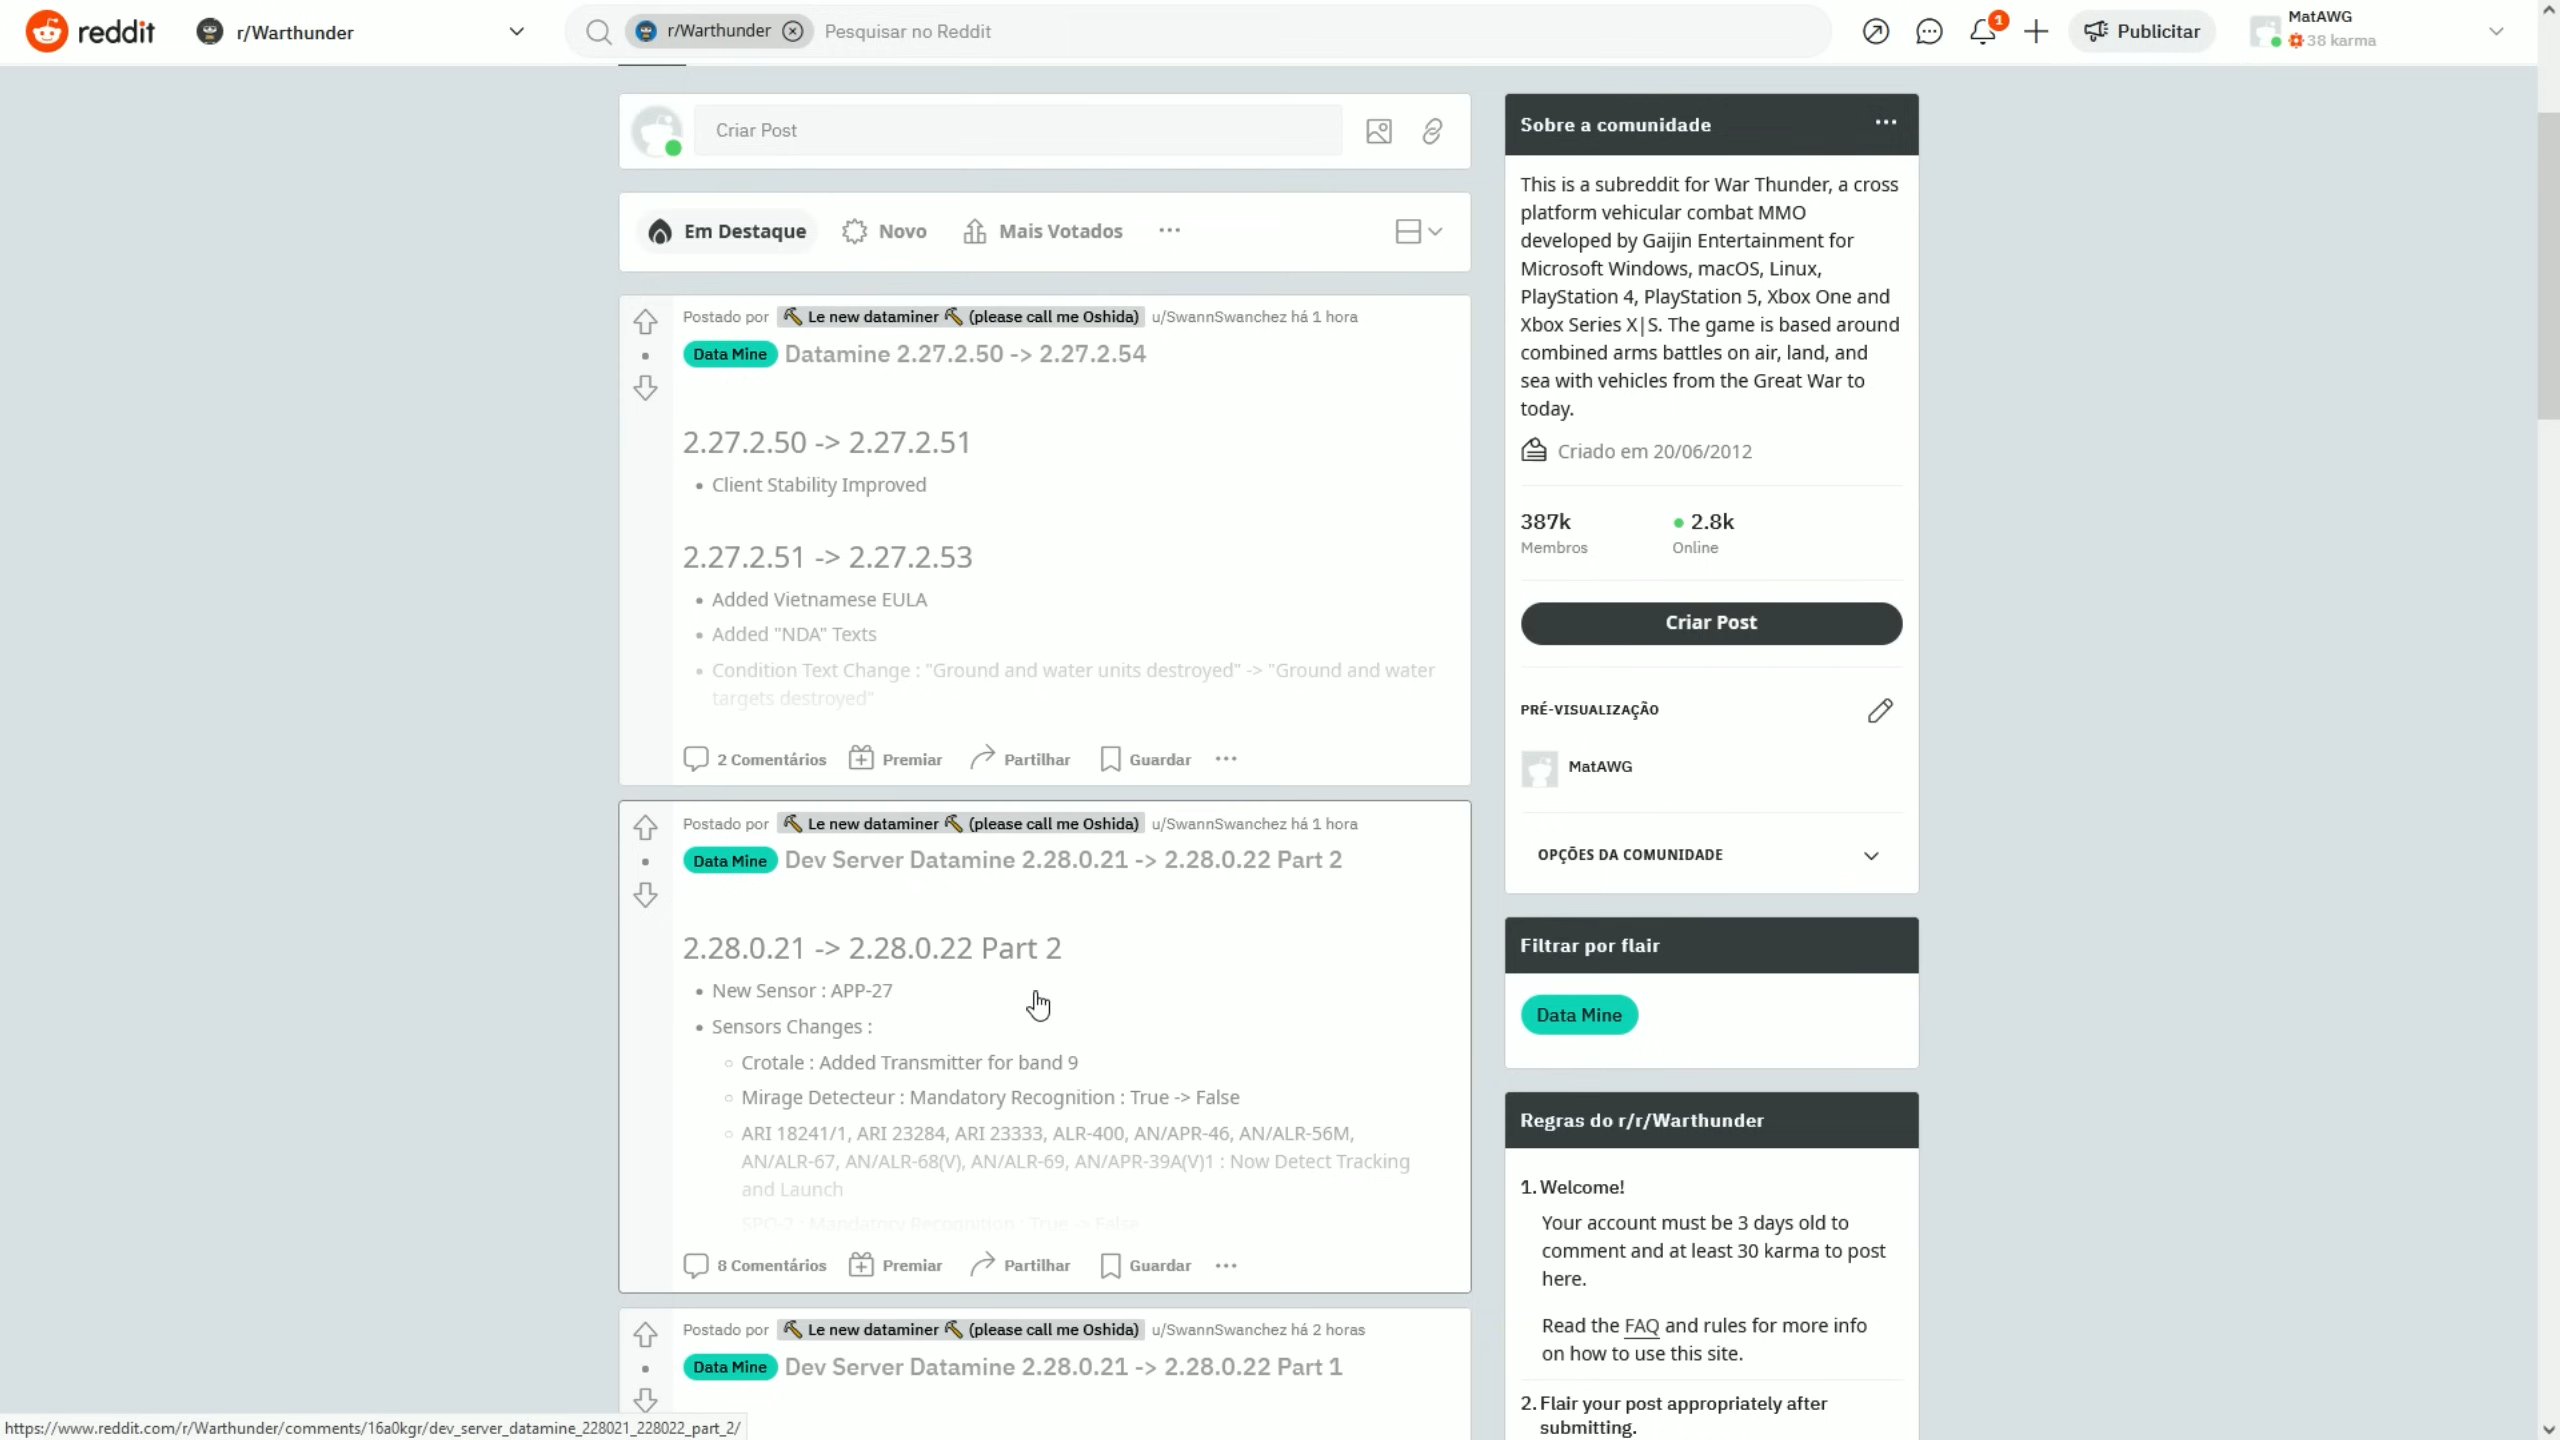 reddit
r/Warthunder
r/Warthunder
Pesquisar no Reddit
1
Publicitar
MatAWG
38 karma
Criar Post
Em Destaque
Novo
Mais Votados
Postado por Le new dataminer (please call me Oshida) u/SwannSwanchez há 1 hora
Data Mine Datamine 2.27.2.50 -> 2.27.2.54
2.27.2.50 -> 2.27.2.51
• Client Stability Improved
2.27.2.51 -> 2.27.2.53
• Added Vietnamese EULA
• Added "NDA" Texts
• Condition Text Change : "Ground and water units destroyed" -> "Ground and water
targets destroyed"
2 Comentários
Premiar
Partilhar
Guardar
Postado por Le new dataminer (please call me Oshida) u/SwannSwanchez há 1 hora
Data Mine Dev Server Datamine 2.28.0.21 -> 2.28.0.22 Part 2
2.28.0.21 -> 2.28.0.22 Part 2
• New Sensor : APP-27
• Sensors Changes :
○ Crotale : Added Transmitter for band 9
○ Mirage Detecteur : Mandatory Recognition : True -> False
○ ARI 18241/1, ARI 23284, ARI 23333, ALR-400, AN/APR-46, AN/ALR-56M,
AN/ALR-67, AN/ALR-68(V), AN/ALR-69, AN/APR-39A(V)1 : Now Detect Tracking
and Launch
SPO-2 : Mandatory Recognition : True -> False
8 Comentários
Premiar
Partilhar
Guardar
Postado por Le new dataminer (please call me Oshida) u/SwannSwanchez há 2 horas
Data Mine Dev Server Datamine 2.28.0.21 -> 2.28.0.22 Part 1
https://www.reddit.com/r/Warthunder/comments/16a0kgr/dev_server_datamine_228021_228022_part_2/
Sobre a comunidade
This is a subreddit for War Thunder, a cross
platform vehicular combat MMO
developed by Gaijin Entertainment for
Microsoft Windows, macOS, Linux,
PlayStation 4, PlayStation 5, Xbox One and
Xbox Series X|S. The game is based around
combined arms battles on air, land, and
sea with vehicles from the Great War to
today.
Criado em 20/06/2012
387k
Membros
2.8k
Online
Criar Post
PRÉ-VISUALIZAÇÃO
MatAWG
OPÇÕES DA COMUNIDADE
Filtrar por flair
Data Mine
Regras do r/r/Warthunder
1. Welcome!
Your account must be 3 days old to
comment and at least 30 karma to post
here.
Read the FAQ and rules for more info
on how to use this site.
2. Flair your post appropriately after
submitting.